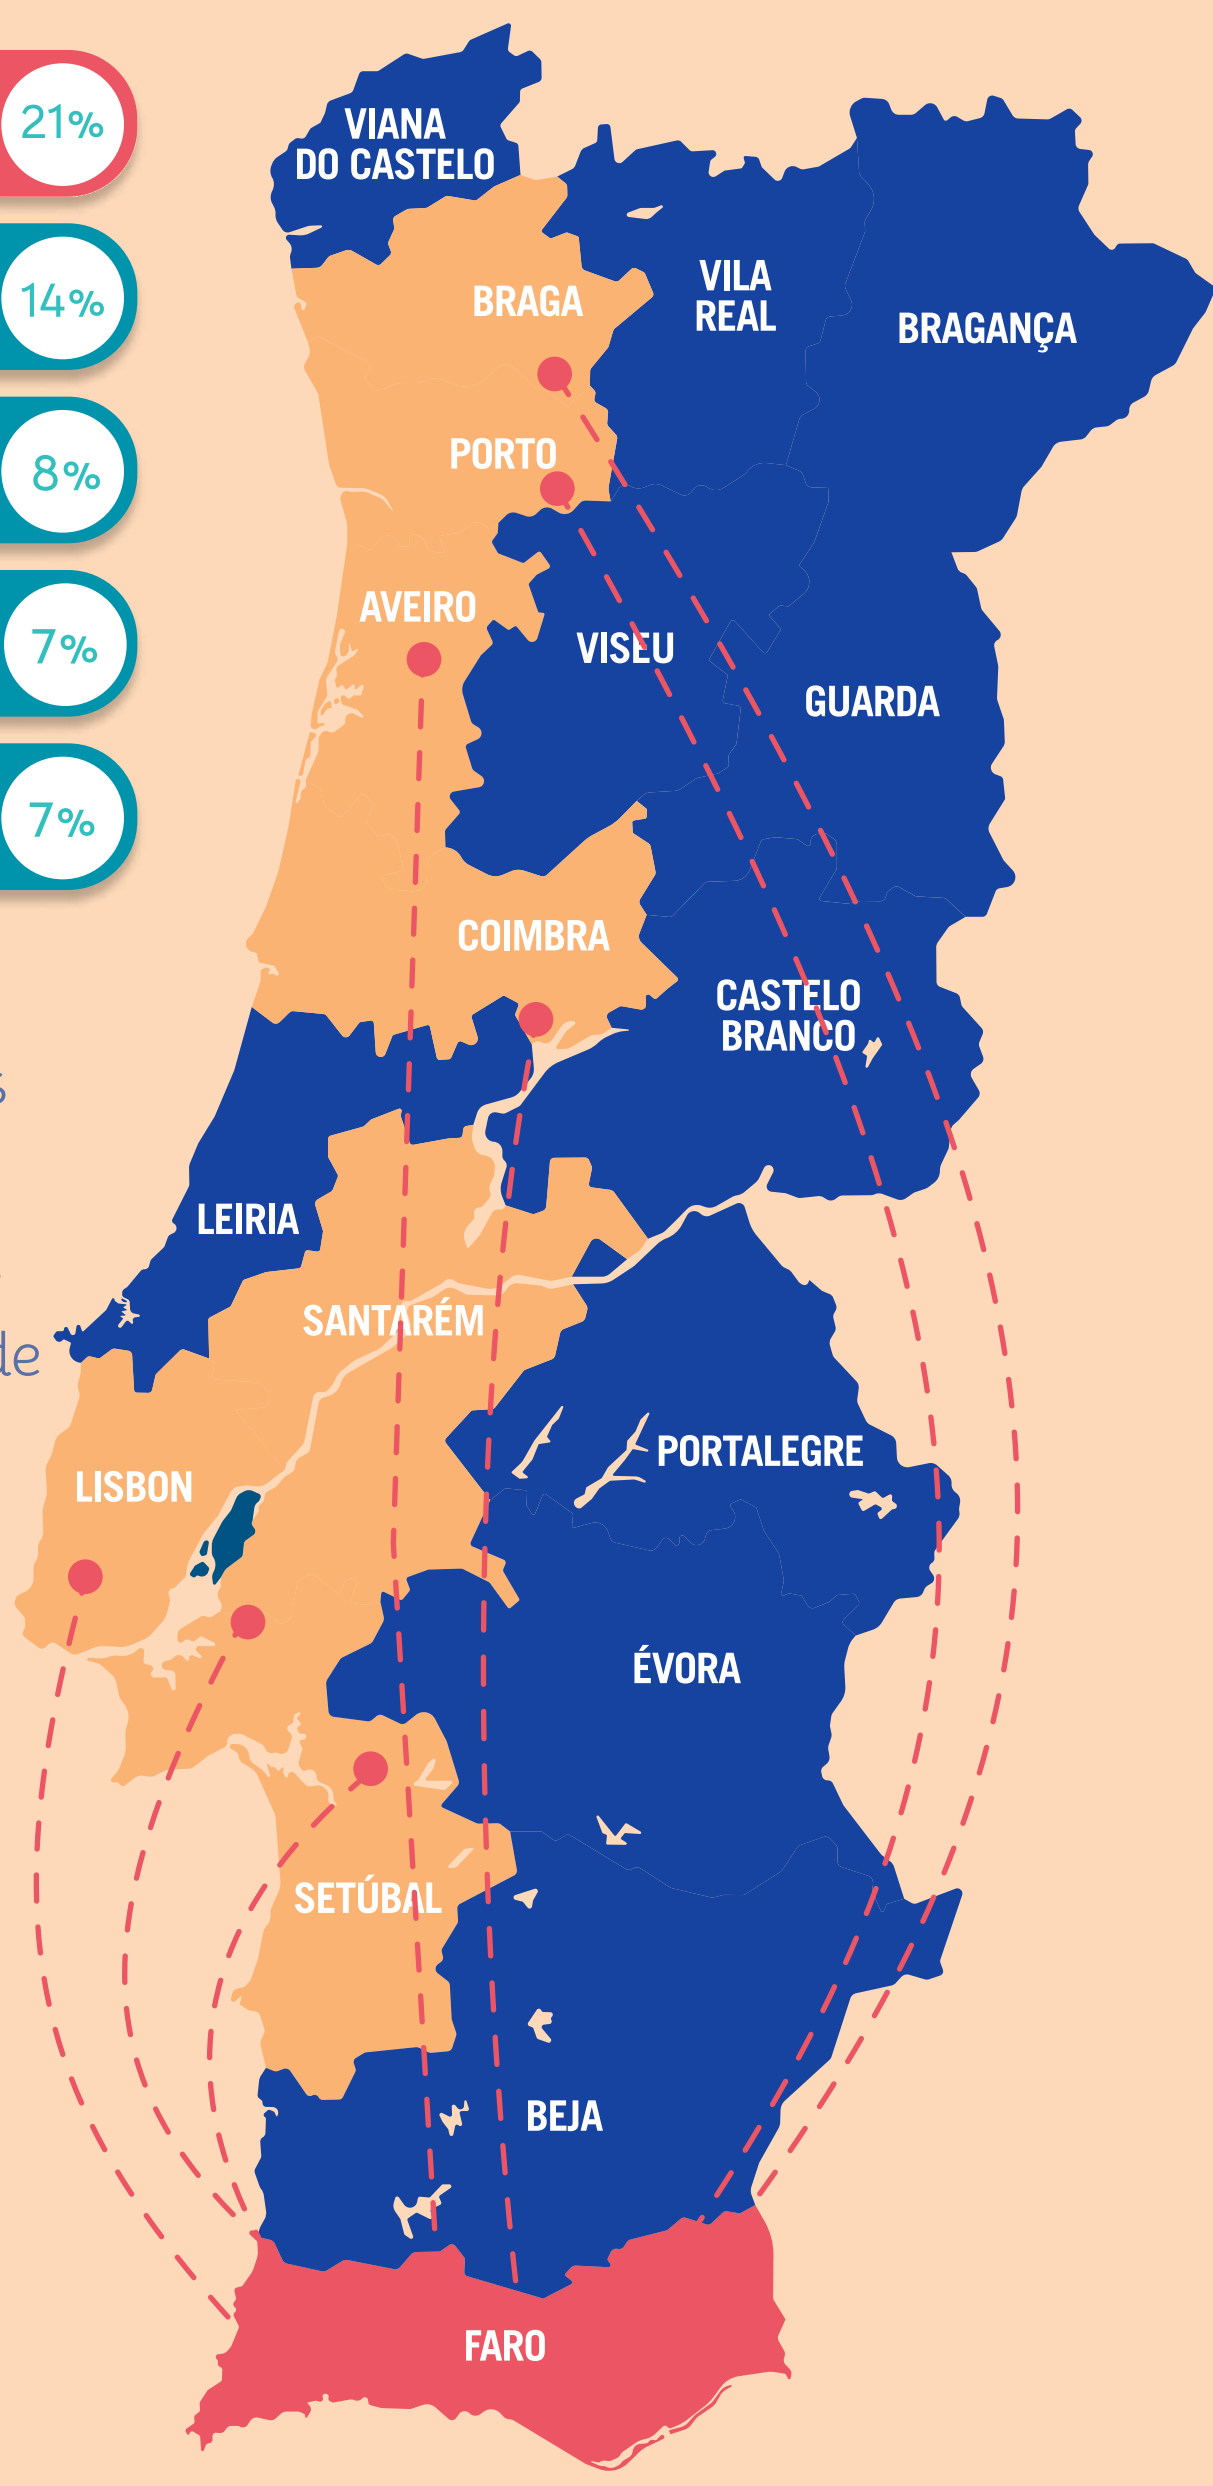 21%
14%
8%
7%
7%
VIANA
DO CASTELO
BRAGA
VILA
REAL
BRAGANÇA
PORTO
AVEIRO
VISEU
GUARDA
COIMBRA
CASTELO
BRANCO
LEIRIA
SANTARÉM
de
PORTALEGRE
LISBON
ÉVORA
SETÚBAL
BEJA
FARO